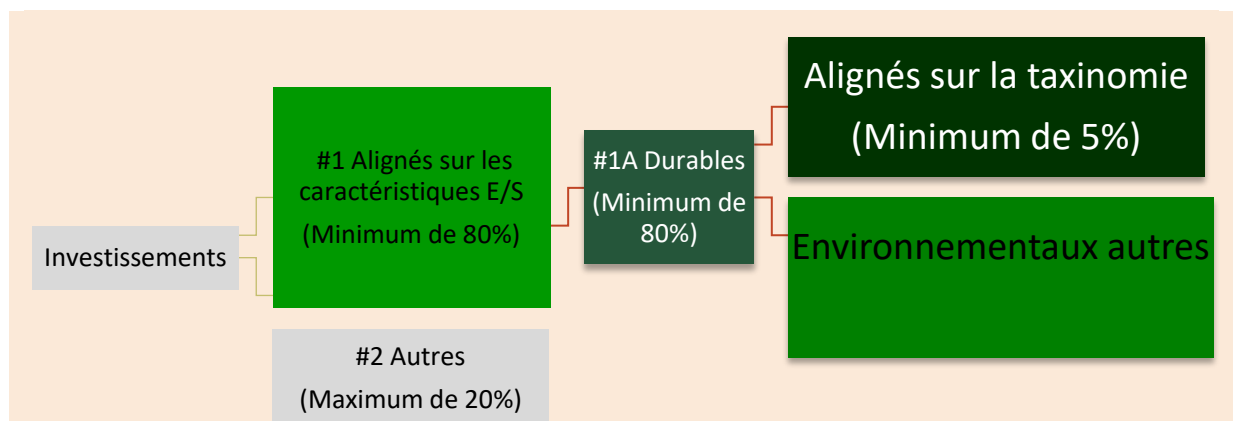 Investissements
#1 Alignés sur les
caractéristiques E/S
(Minimum de 80%)
#2 Autres
(Maximum de 20%)
#1A Durables
(Minimum de
80%)
Alignés sur la taxinomie
(Minimum de 5%)
Environnementaux autres